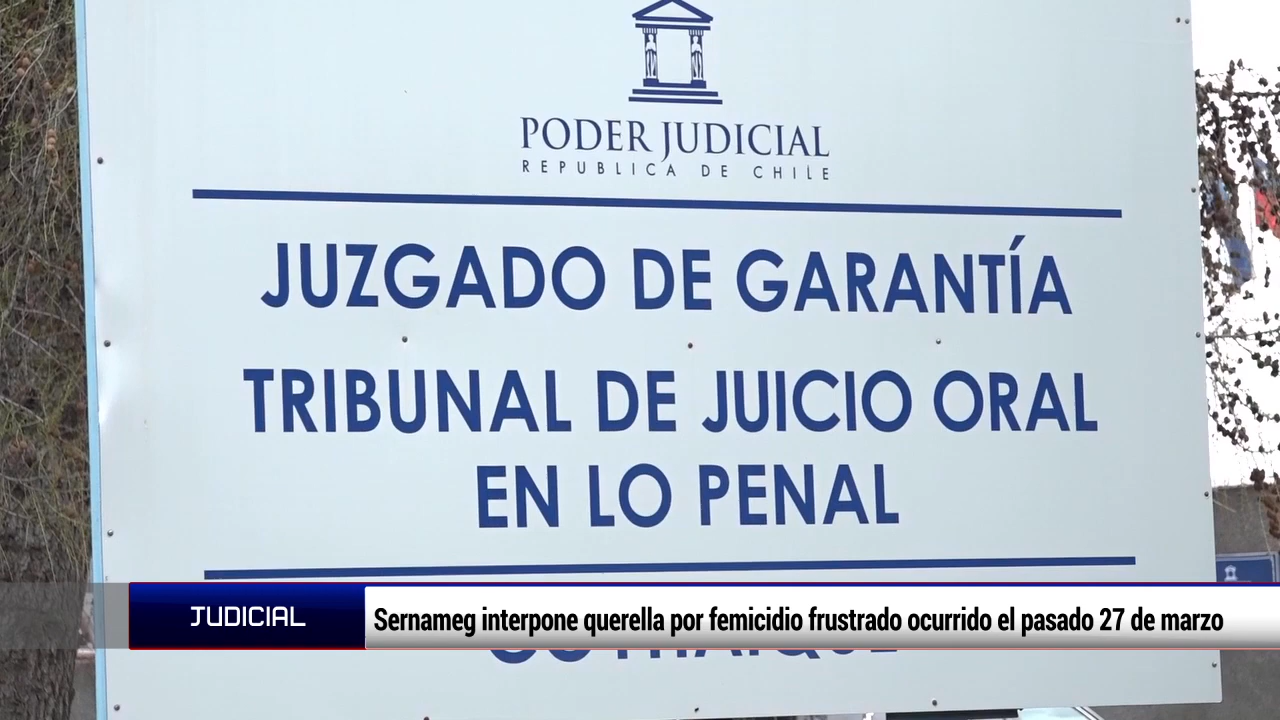 PODER JUDICIAL
REPUBLICA DE CHILE
JUZGADO DE GARANTÍA
TRIBUNAL DE JUICIO ORAL
EN LO PENAL
JUDICIAL
Sernameg interpone querella por femicidio frustrado ocurrido el pasado 27 de marzo